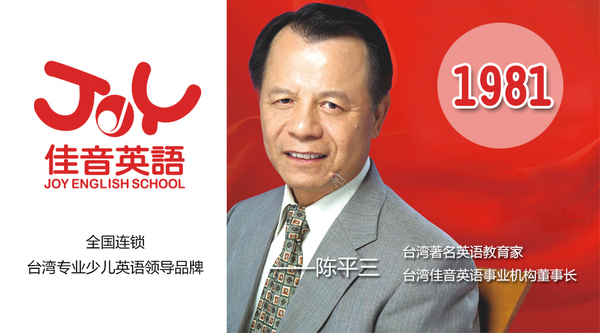 JOY
佳音英語
JOY ENGLISH SCHOOL
全国连锁
台湾专业少儿英语领导品牌
1981
——陈平三
台湾著名英语教育家
台湾佳音英语事业机构董事长